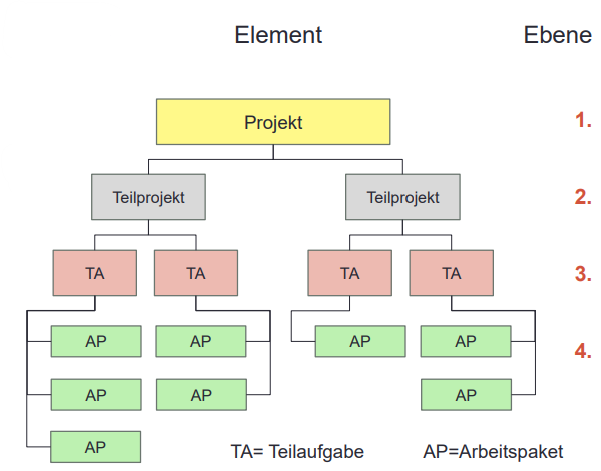 Element Ebene
Projekt 1.
Teilprojekt Teilprojekt 2.
TA TA TA TA 3.
AP AP AP AP 4.
AP AP AP
AP
TA= Teilaufgabe AP=Arbeitspaket